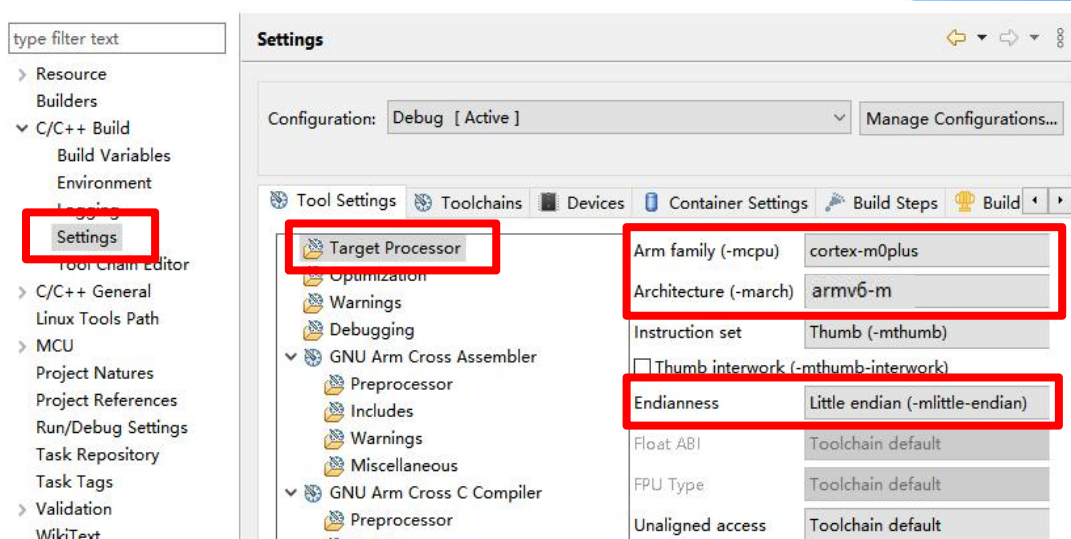 type filter text
Resource
Builders
C/C++ Build
Build Variables
Environment
Logging
Settings
Tool Chain Editor
C/C++ General
Linux Tools Path
MCU
Project Natures
Project References
Run/Debug Settings
Task Repository
Task Tags
Validation
WikiText
Settings
Configuration: Debug [ Active ] Manage Configurations...
Tool Settings Toolchains Devices Container Settings Build Steps Build
Target Processor
Optimization
Warnings
Debugging
GNU Arm Cross Assembler
Preprocessor
Includes
Warnings
Miscellaneous
GNU Arm Cross C Compiler
Preprocessor
Arm family (-mcpu) cortex-m0plus
Architecture (-march) armv6-m
Instruction set Thumb (-mthumb)
Thumb interwork (-mthumb-interwork)
Endianness Little endian (-mlittle-endian)
Float ABI Toolchain default
FPU Type Toolchain default
Unaligned access Toolchain default